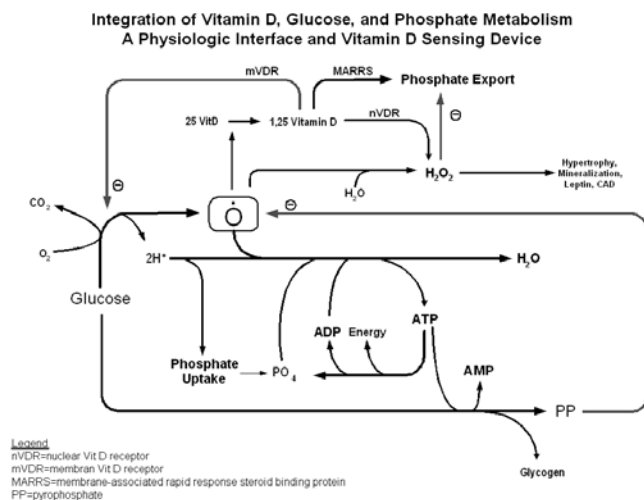 Integration of Vitamin D, Glucose, and Phosphate Metabolism
A Physiologic Interface and Vitamin D Sensing Device
mVDR
MARRS
Phosphate Export
25 VitD
1,25 Vitamin D
nVDR
Θ
H₂O₂
Hypertrophy,
Mineralization,
Leptin, CAD
H₂O
Θ
CO₂
Ȯ
Θ
O₂
2H⁺
H₂O
Glucose
ADP
Energy
ATP
Phosphate
Uptake
PO₄
AMP
PP
Glycogen
Legend
nVDR=nuclear Vit D receptor
mVDR=membran Vit D receptor
MARRS=membrane-associated rapid response steroid binding protein
PP=pyrophosphate